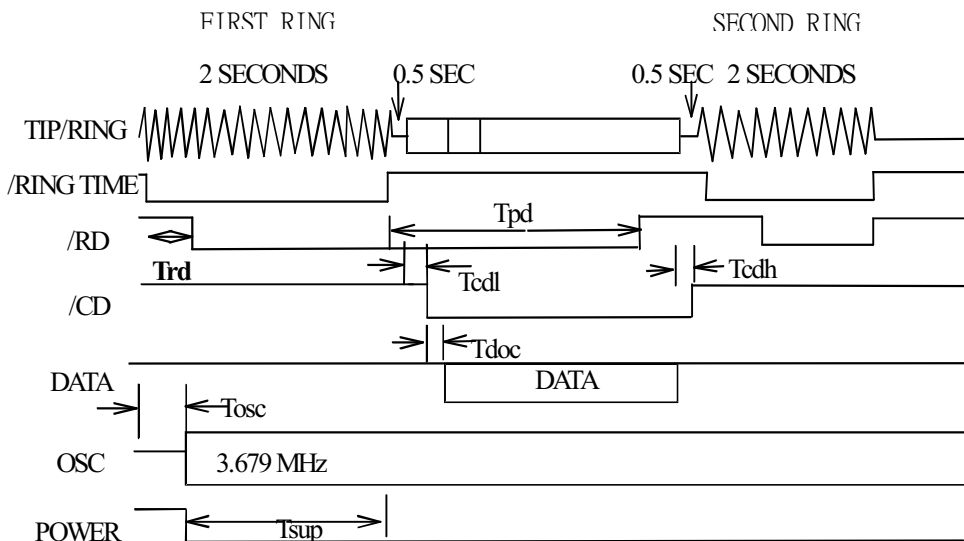 FIRST RING SECOND RING
2 SECONDS 0.5 SEC 0.5 SEC 2 SECONDS
TIP/RING
/RING TIME
Tpd
/RD
Trd Tcdl Tcdh
/CD
Tdoc
DATA DATA
Tosc
OSC 3.679 MHz
POWER Tsup